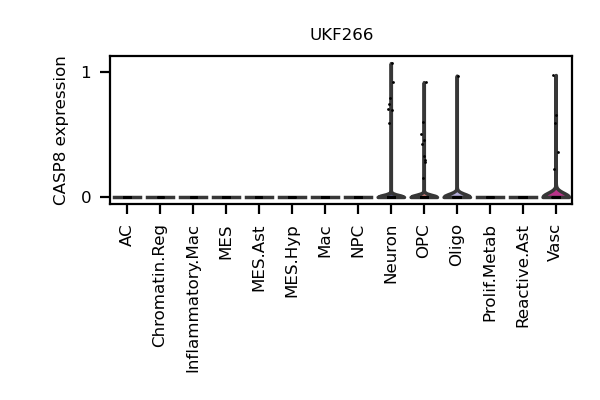 UKF266
CASP8 expression
1
0
AC
Chromatin.Reg
Inflammatory.Mac
MES
MES.Ast
MES.Hyp
Mac
NPC
Neuron
OPC
Oligo
Prolif.Metab
Reactive.Ast
Vasc